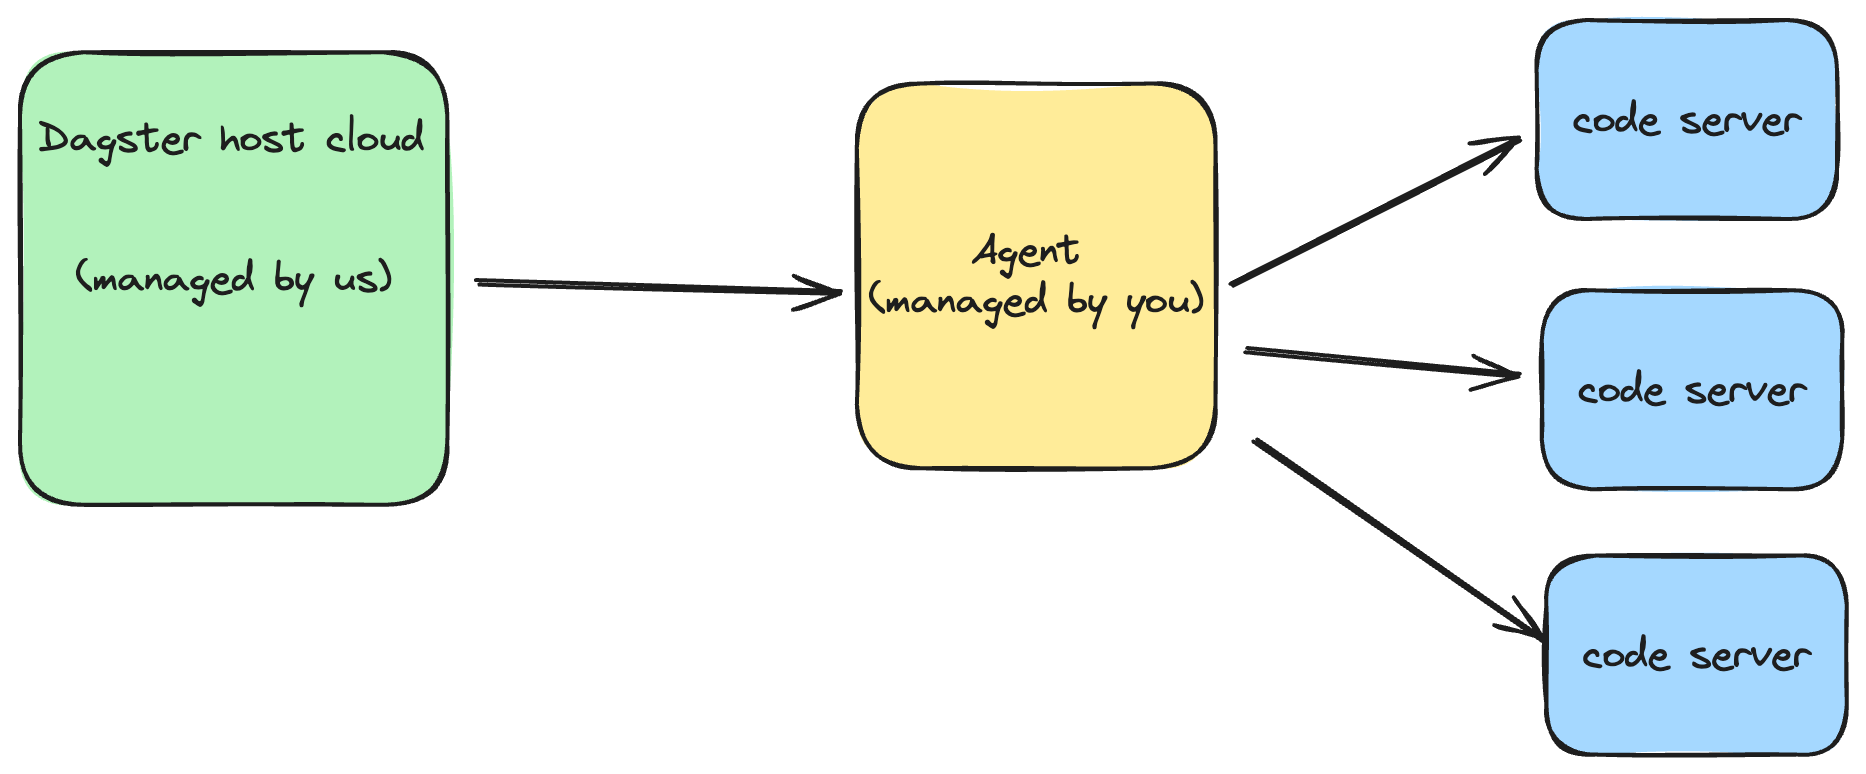 Dagster host cloud
(managed by us)
Agent
(managed by you)
code server
code server
code server